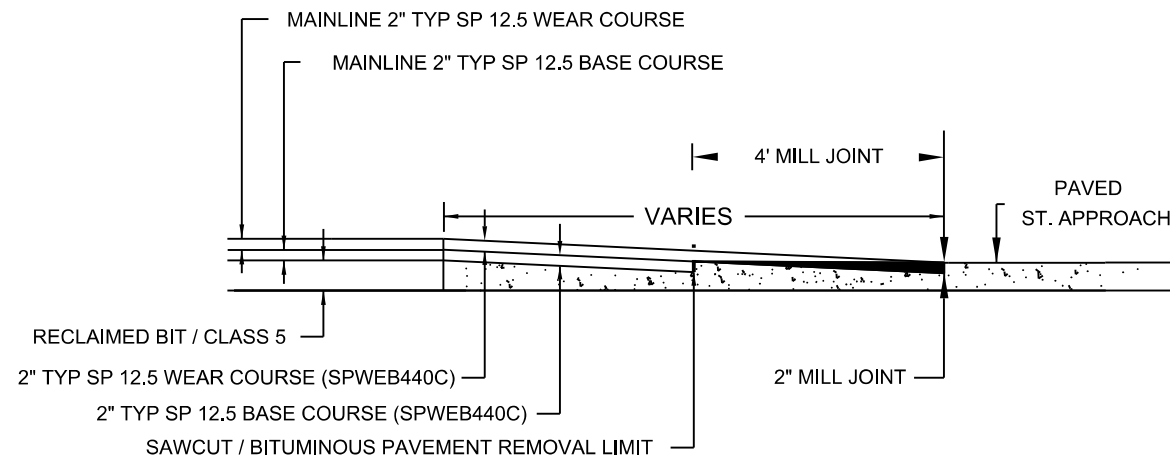 MAINLINE 2" TYP SP 12.5 WEAR COURSE
MAINLINE 2" TYP SP 12.5 BASE COURSE
4' MILL JOINT
PAVED
ST. APPROACH
VARIES
RECLAIMED BIT / CLASS 5
2" TYP SP 12.5 WEAR COURSE (SPWEB440C)
2" MILL JOINT
2" TYP SP 12.5 BASE COURSE (SPWEB440C)
SAWCUT / BITUMINOUS PAVEMENT REMOVAL LIMIT